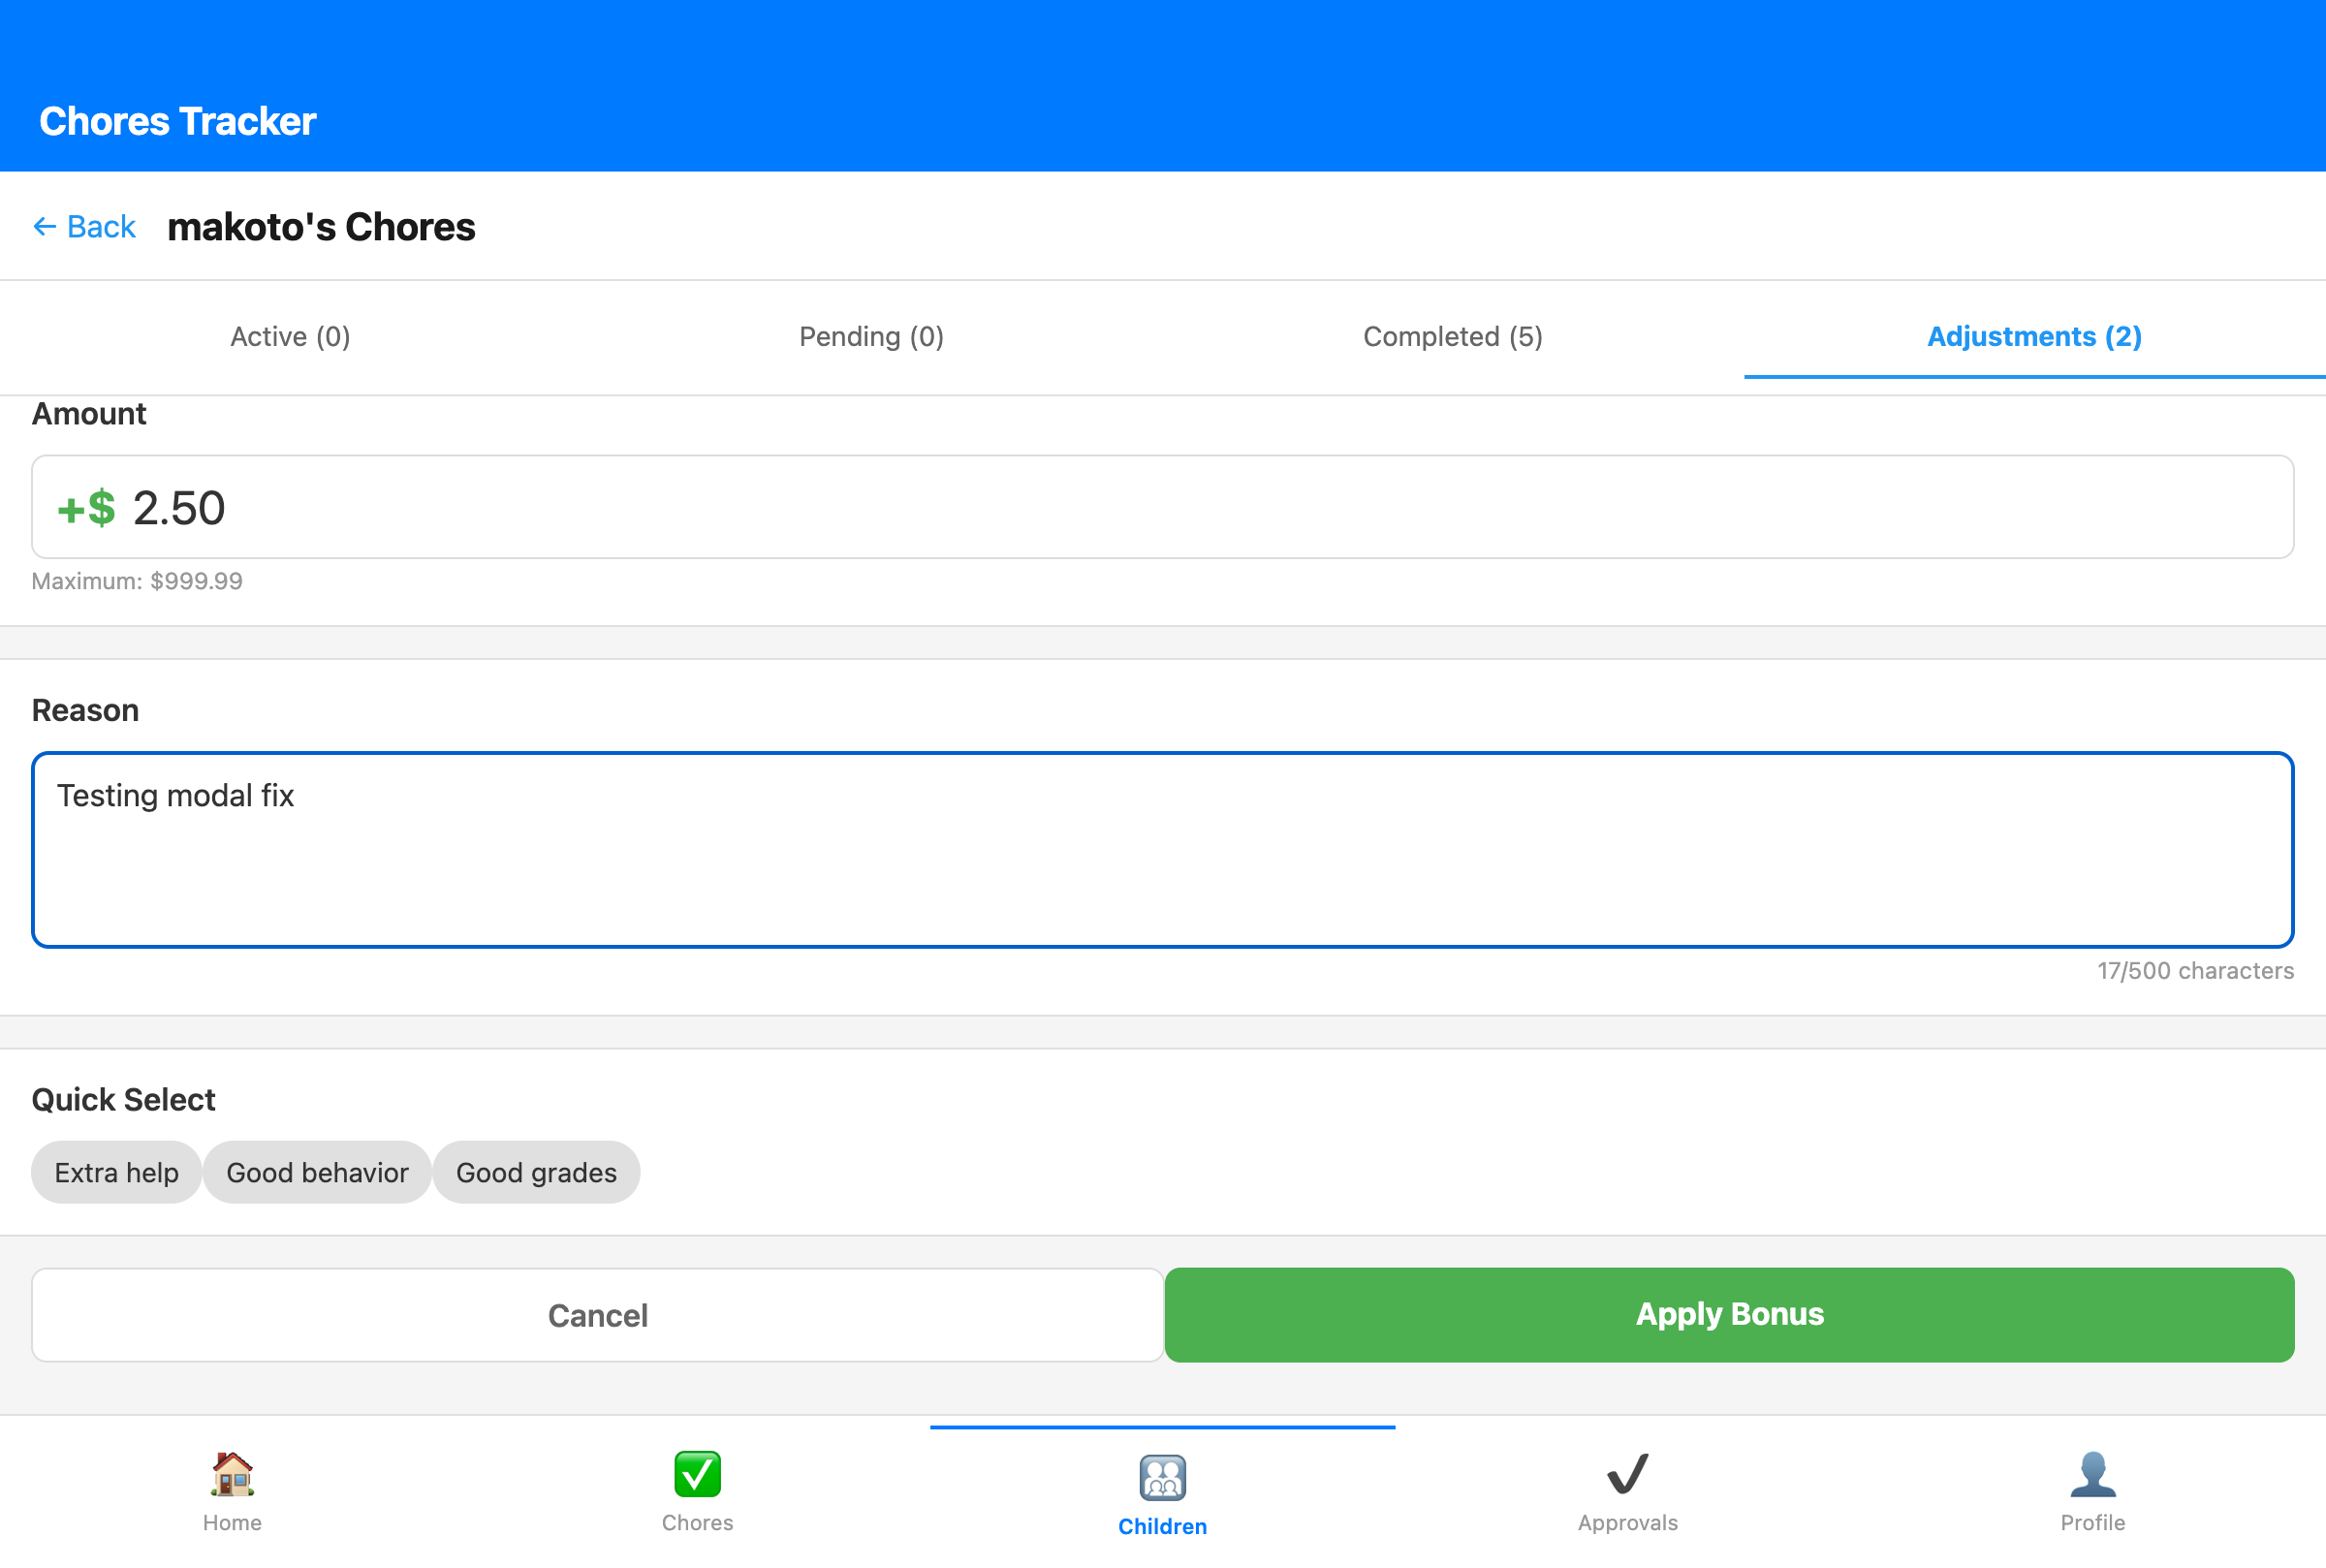 Chores Tracker
← Back makoto's Chores
Active (0) Pending (0) Completed (5) Adjustments (2)
Amount
+$ 2.50
Maximum: $999.99
Reason
Testing modal fix
17/500 characters
Quick Select
Extra help Good behavior Good grades
Cancel Apply Bonus
Home Chores Children Approvals Profile